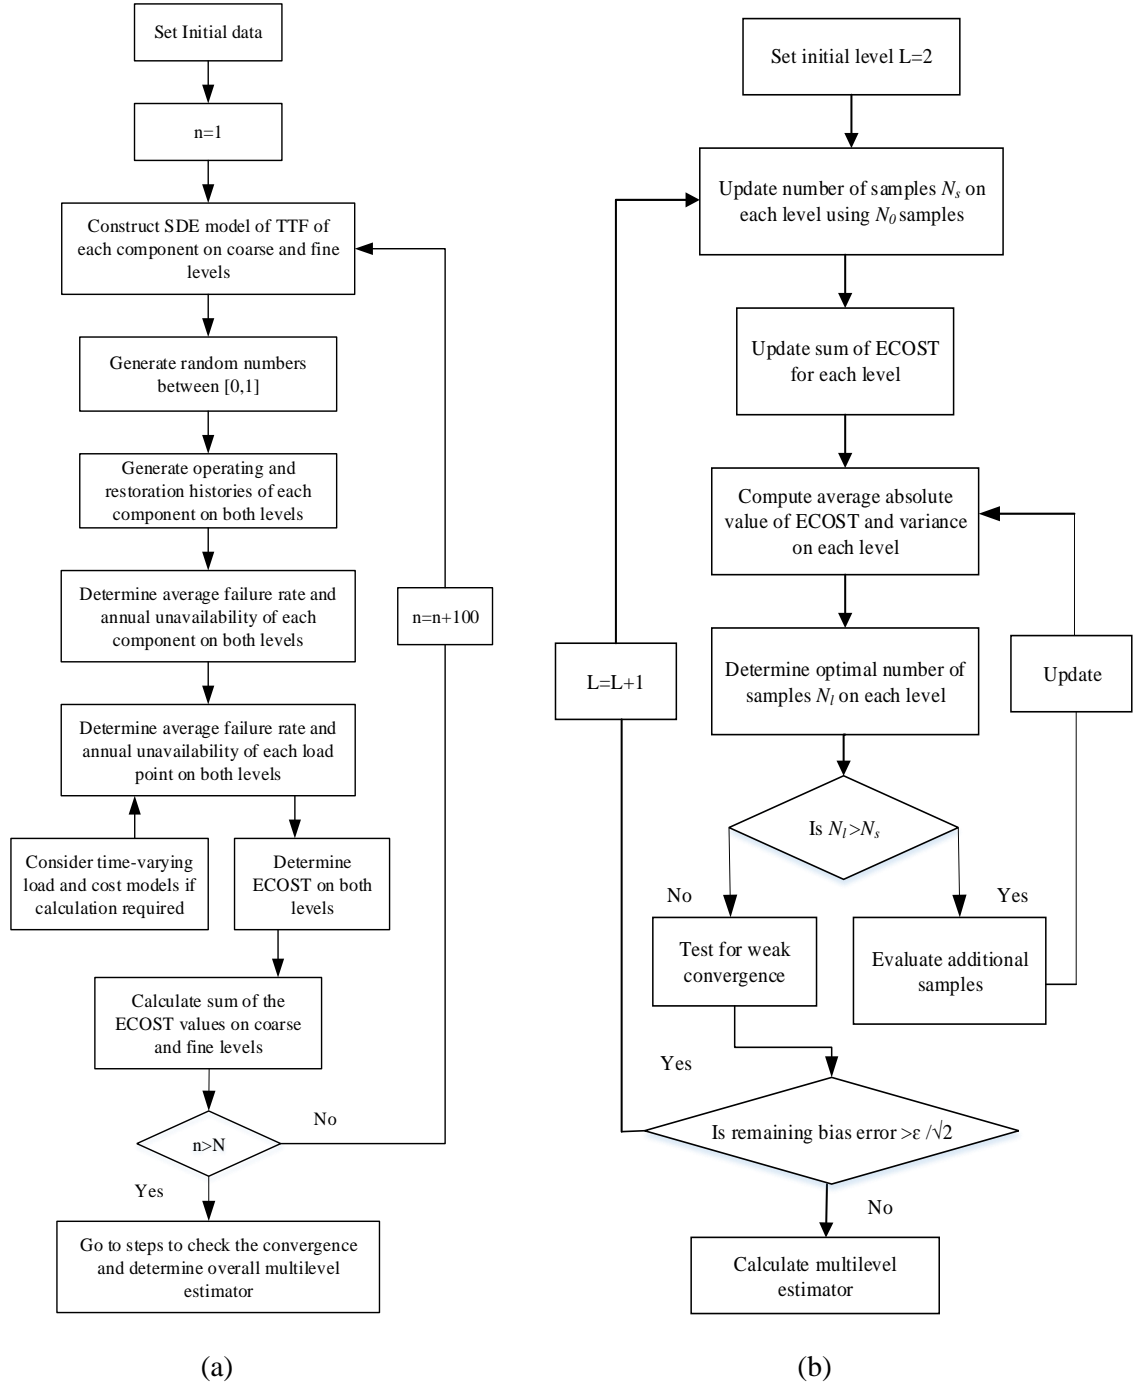 Set Initial data
n=1
Construct SDE model of TTF of
each component on coarse and fine
levels
Generate random numbers
between [0,1]
Generate operating and
restoration histories of each
component on both levels
Determine average failure rate and
annual unavailability of each
component on both levels
n=n+100
Determine average failure rate and
annual unavailability of each load
point on both levels
Consider time-varying
load and cost models if
calculation required
Determine
ECOST on both
levels
Calculate sum of the
ECOST values on coarse
and fine levels
n>N
No
Yes
Go to steps to check the convergence
and determine overall multilevel
estimator
(a)
Set initial level L=2
Update number of samples Ns on
each level using N0 samples
Update sum of ECOST
for each level
Compute average absolute
value of ECOST and variance
on each level
Determine optimal number of
samples Nl on each level
Update
L=L+1
Is Nl>Ns
No
Yes
Test for weak
convergence
Evaluate additional
samples
Yes
Is remaining bias error >ε /√2
No
Calculate multilevel
estimator
(b)